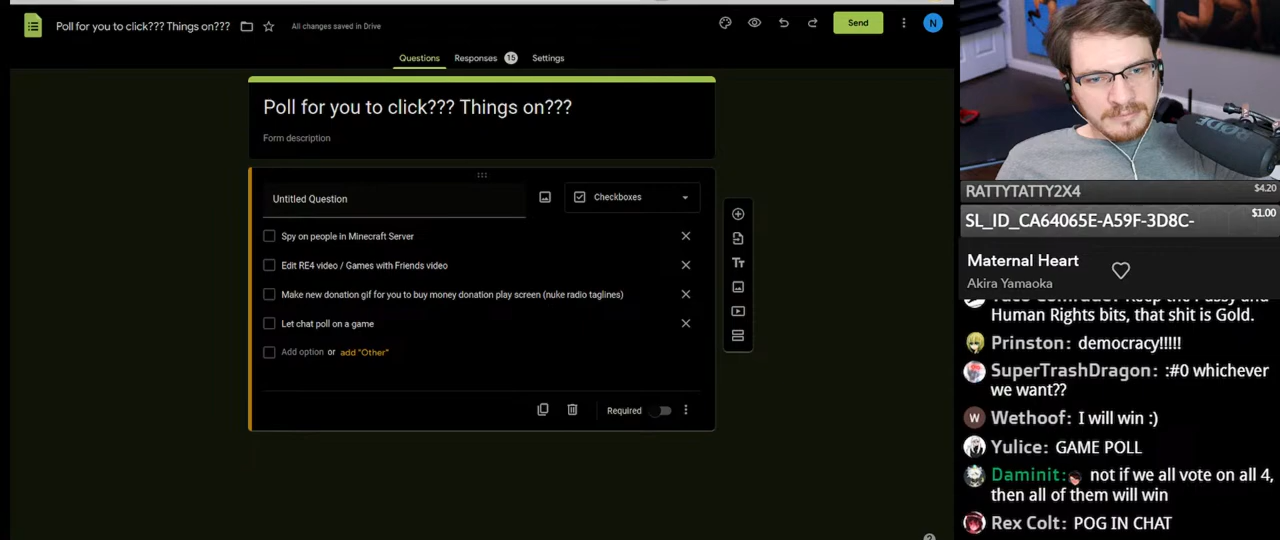 Poll for you to click??? Things on???
All changes saved in Drive
Send
N
Questions
Responses 15
Settings
Poll for you to click??? Things on???
Form description
Untitled Question
Checkboxes
Spy on people in Minecraft Server
Edit RE4 video / Games with Friends video
Make new donation gif for you to buy money donation play screen (nuke radio taglines)
Let chat poll on a game
Add option or add "Other"
Required
Tt
RODE
RATTYTATTY2X4 $4.20
SL_ID_CA64065E-A59F-3D8C- $1.00
Maternal Heart
Akira Yamaoka
Human Rights bits, that shit is Gold.
Prinston: democracy!!!!!
SuperTrashDragon: :#0 whichever
we want??
W Wethoof: I will win :)
Yulice: GAME POLL
Daminit: not if we all vote on all 4,
then all of them will win
Rex Colt: POG IN CHAT